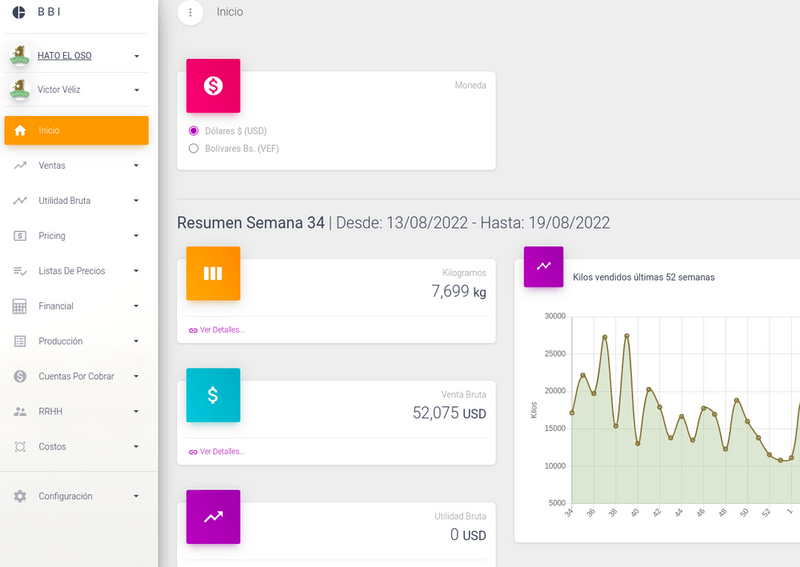 BBI
HATO EL OSO
Victor Véliz
Inicio
Ventas
Utilidad Bruta
Pricing
Listas De Precios
Financial
Producción
Cuentas Por Cobrar
RRHH
Costos
Configuración
Inicio
Moneda
Dólares $ (USD)
Bolivares Bs. (VEF)
Resumen Semana 34 | Desde: 13/08/2022 - Hasta: 19/08/2022
Kilogramos
7,699 kg
Ver Detalles...
Venta Bruta
52,075 USD
Ver Detalles...
Utilidad Bruta
0 USD
Kilos vendidos últimas 52 semanas
Kilos
30000
25000
20000
15000
10000
5000
34 36 38 40 42 44 46 48 50 52 1